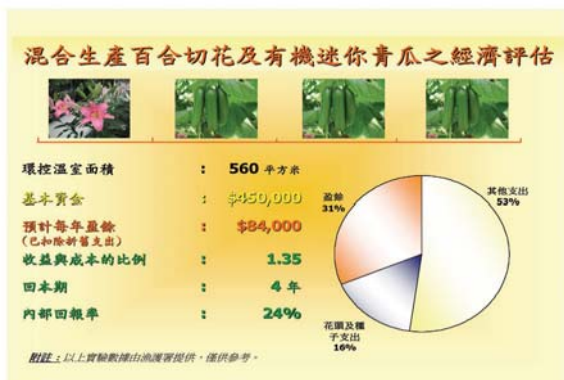 混合生產百合切花及有機迷你青瓜之經濟評估
環控溫室面積 : 560 平方米
基本資金 : $450,000
預計每年盈餘 : $84,000
(已扣除折舊支出)
收益與成本的比例 : 1.35
回本期 : 4 年
內部回報率 : 24%
盈餘
31%
其他支出
53%
花頭及種
子支出
16%
附註：以上實驗數據由漁護署提供，僅供參考。